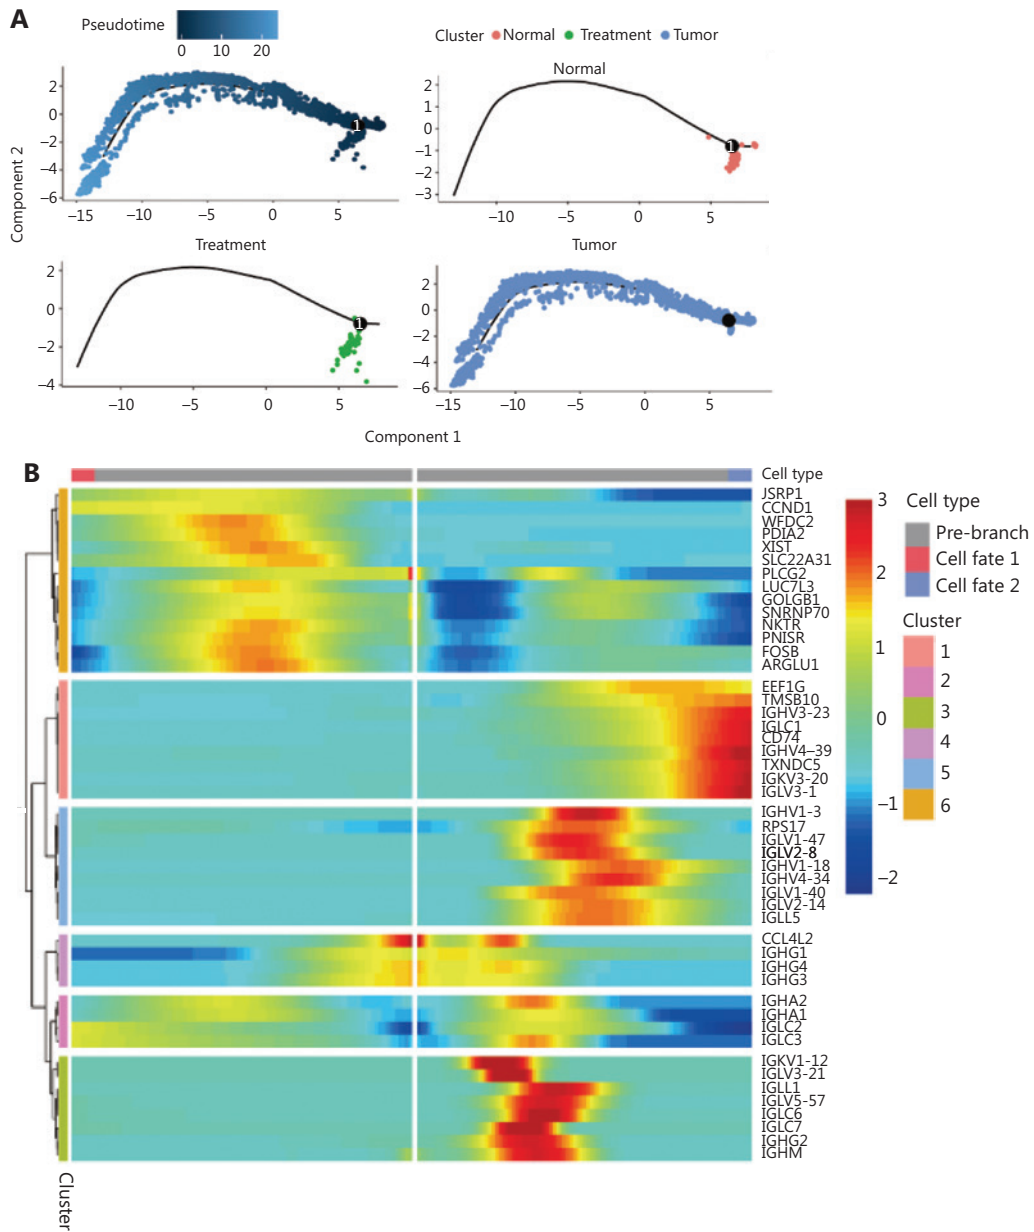 A
Pseudotime
0 10 20
Cluster Normal Treatment Tumor
Normal
Component 2
2
0
−2
−4
−6
−15 −10 −5 0 5
2
1
0
−1
−2
−3
−10 −5 0 5
1
1
Treatment
Tumor
2
0
−2
−4
−10 −5 0 5
1
2
0
−2
−4
−6
−15 −10 −5 0 5
Component 1
B
Cell type
JSRP1
CCND1
WFDC2
PDIA2
XIST
SLC22A31
PLCG2
LUC7L3
GOLGB1
SNRNP70
NKTR
PNISR
FOSB
ARGLU1
EEF1G
TMSB10
IGHV3-23
IGLC1
CD74
IGHV4–39
TXNDC5
IGKV3-20
IGLV3-1
IGHV1-3
RPS17
IGLV1-47
IGLV2-8
IGHV1-18
IGHV4-34
IGLV1-40
IGLV2-14
IGLL5
CCL4L2
IGHG1
IGHG4
IGHG3
IGHA2
IGHA1
IGLC2
IGLC3
IGKV1-12
IGLV3-21
IGLL1
IGLV5-57
IGLC6
IGLC7
IGHG2
IGHM
3
2
1
0
−1
−2
Cell type
Pre-branch
Cell fate 1
Cell fate 2
Cluster
1
2
3
4
5
6
Cluster